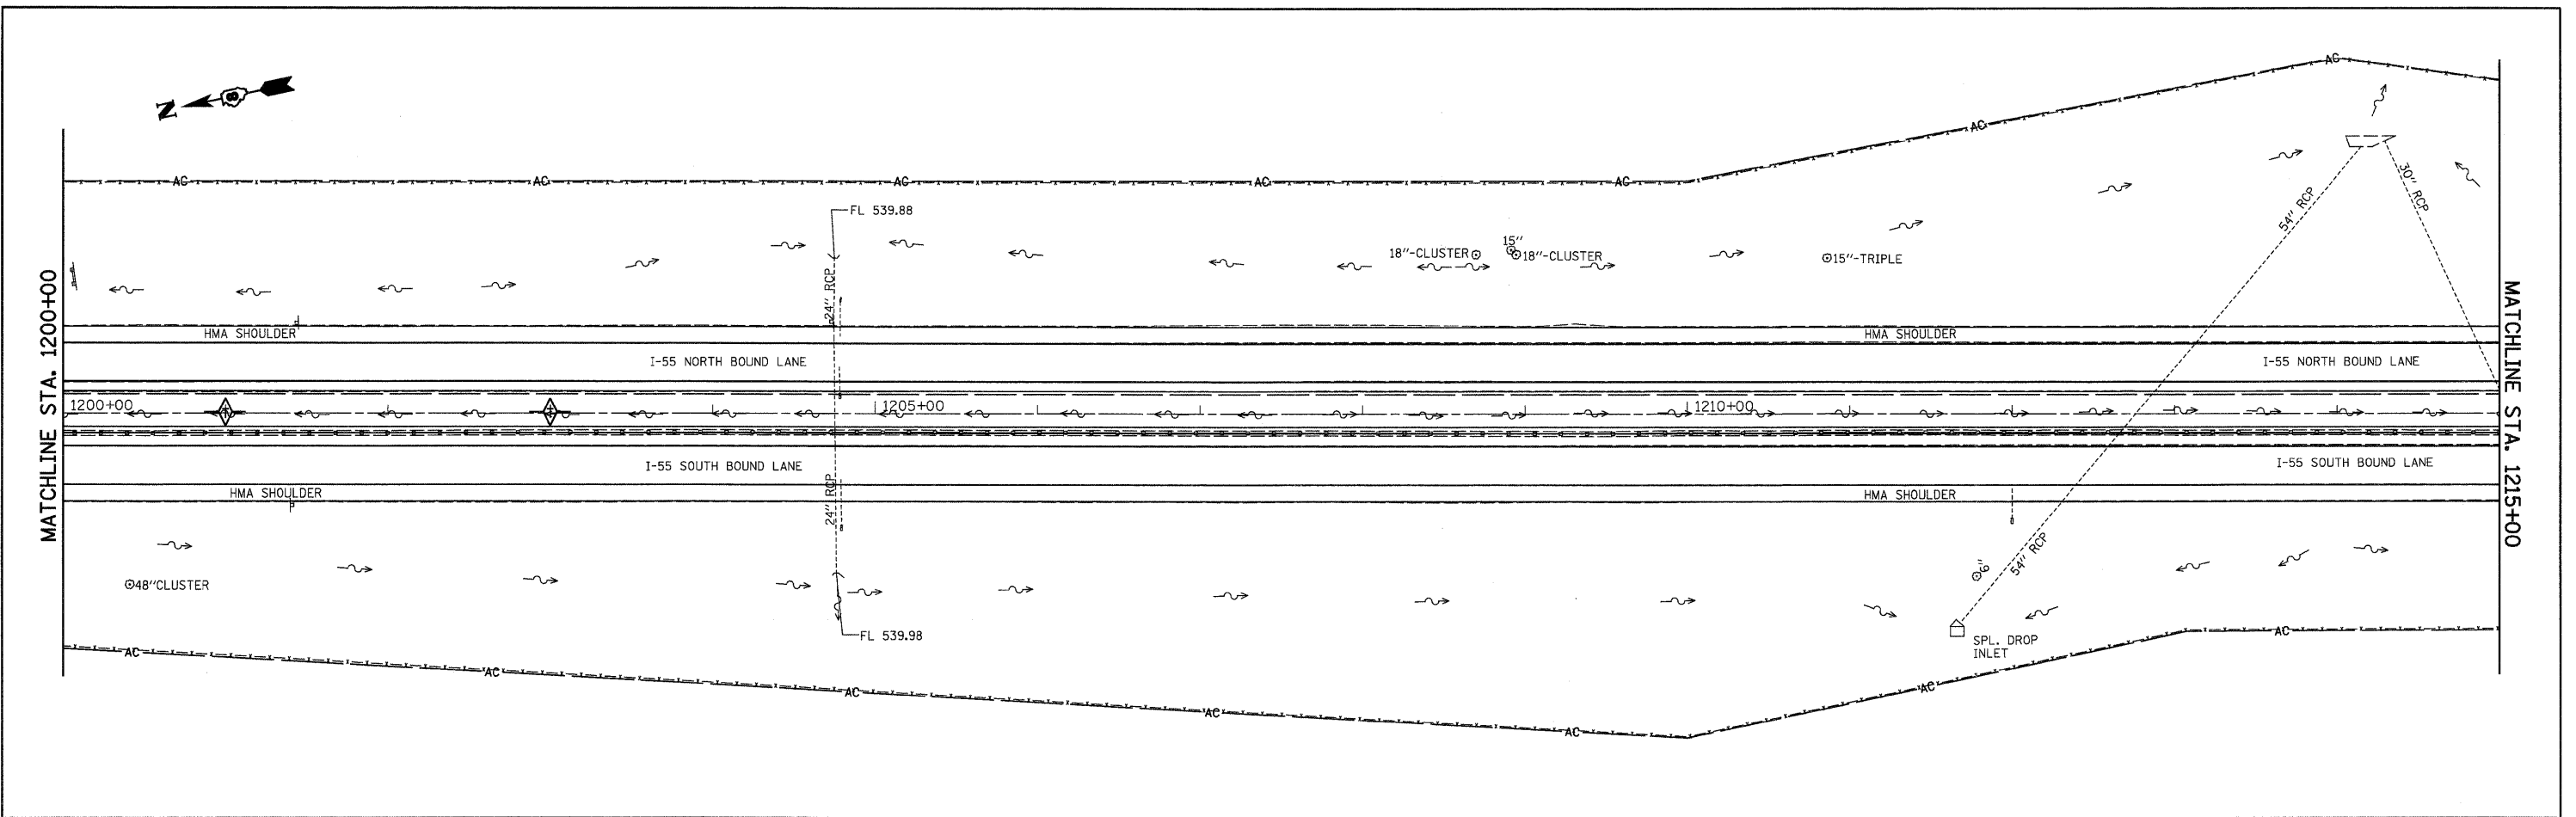 N
AC
AC
AC
AC
AC
AC
AC
FL 539.88
24" RCP
18"-CLUSTER
15"
18"-CLUSTER
15"-TRIPLE
54" RCP
30" RCP
MATCHLINE STA. 1200+00
MATCHLINE STA. 1215+00
HMA SHOULDER
HMA SHOULDER
I-55 NORTH BOUND LANE
I-55 NORTH BOUND LANE
1200+00
1205+00
1210+00
I-55 SOUTH BOUND LANE
I-55 SOUTH BOUND LANE
HMA SHOULDER
HMA SHOULDER
24" RCP
48"CLUSTER
6"
54" RCP
FL 539.98
SPL. DROP
INLET
AC
AC
AC
AC
AC
AC
AC